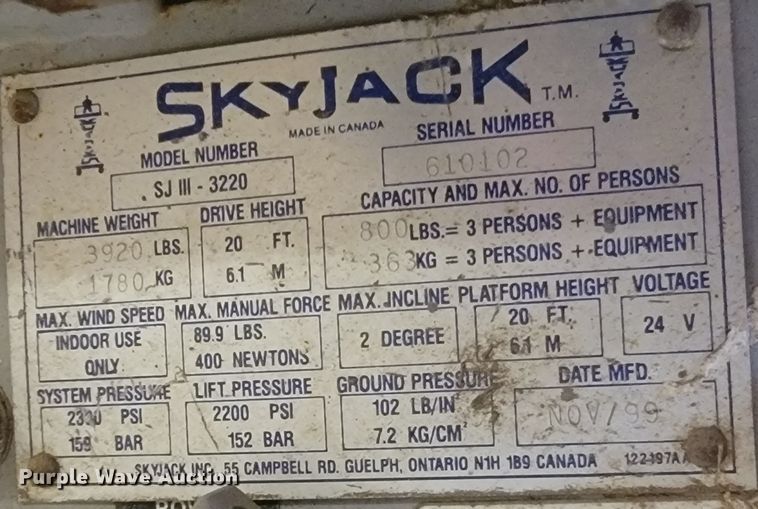 SKYJACK T.M.
MADE IN CANADA
MODEL NUMBER
SJ III - 3220
SERIAL NUMBER
610102
MACHINE WEIGHT
3920 LBS.
1780 KG
DRIVE HEIGHT
20 FT.
6.1 M
CAPACITY AND MAX. NO. OF PERSONS
800 LBS. = 3 PERSONS + EQUIPMENT
363 KG = 3 PERSONS + EQUIPMENT
MAX. WIND SPEED
INDOOR USE
ONLY
MAX. MANUAL FORCE
89.9 LBS.
400 NEWTONS
MAX. INCLINE
2 DEGREE
PLATFORM HEIGHT
20 FT.
6.1 M
VOLTAGE
24 V
SYSTEM PRESSURE
PSI
159 BAR
LIFT PRESSURE
2200 PSI
152 BAR
GROUND PRESSURE
102 LB/IN²
7.2 KG/CM²
DATE MFD.
NOV/99
SKYJACK INC. 55 CAMPBELL RD. GUELPH, ONTARIO N1H 1B9 CANADA 122497AA
Purple Wave Auction